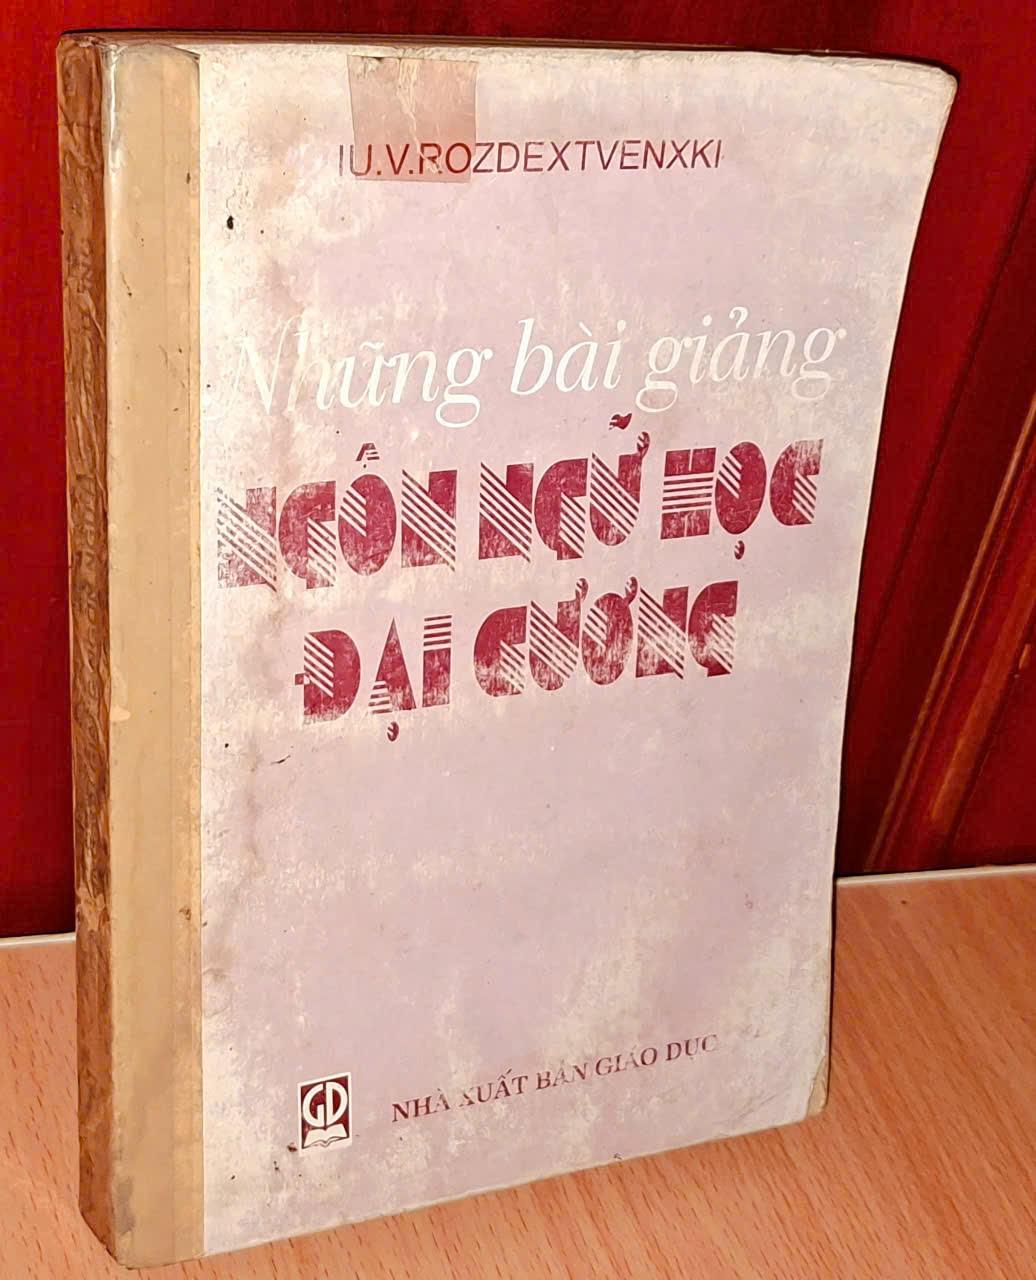 IU.V.ROZDEXTVENXKI
Những bài giảng
NGÔN NGỮ HỌC
ĐẠI CƯƠNG
GD
NHÀ XUẤT BẢN GIÁO DỤC